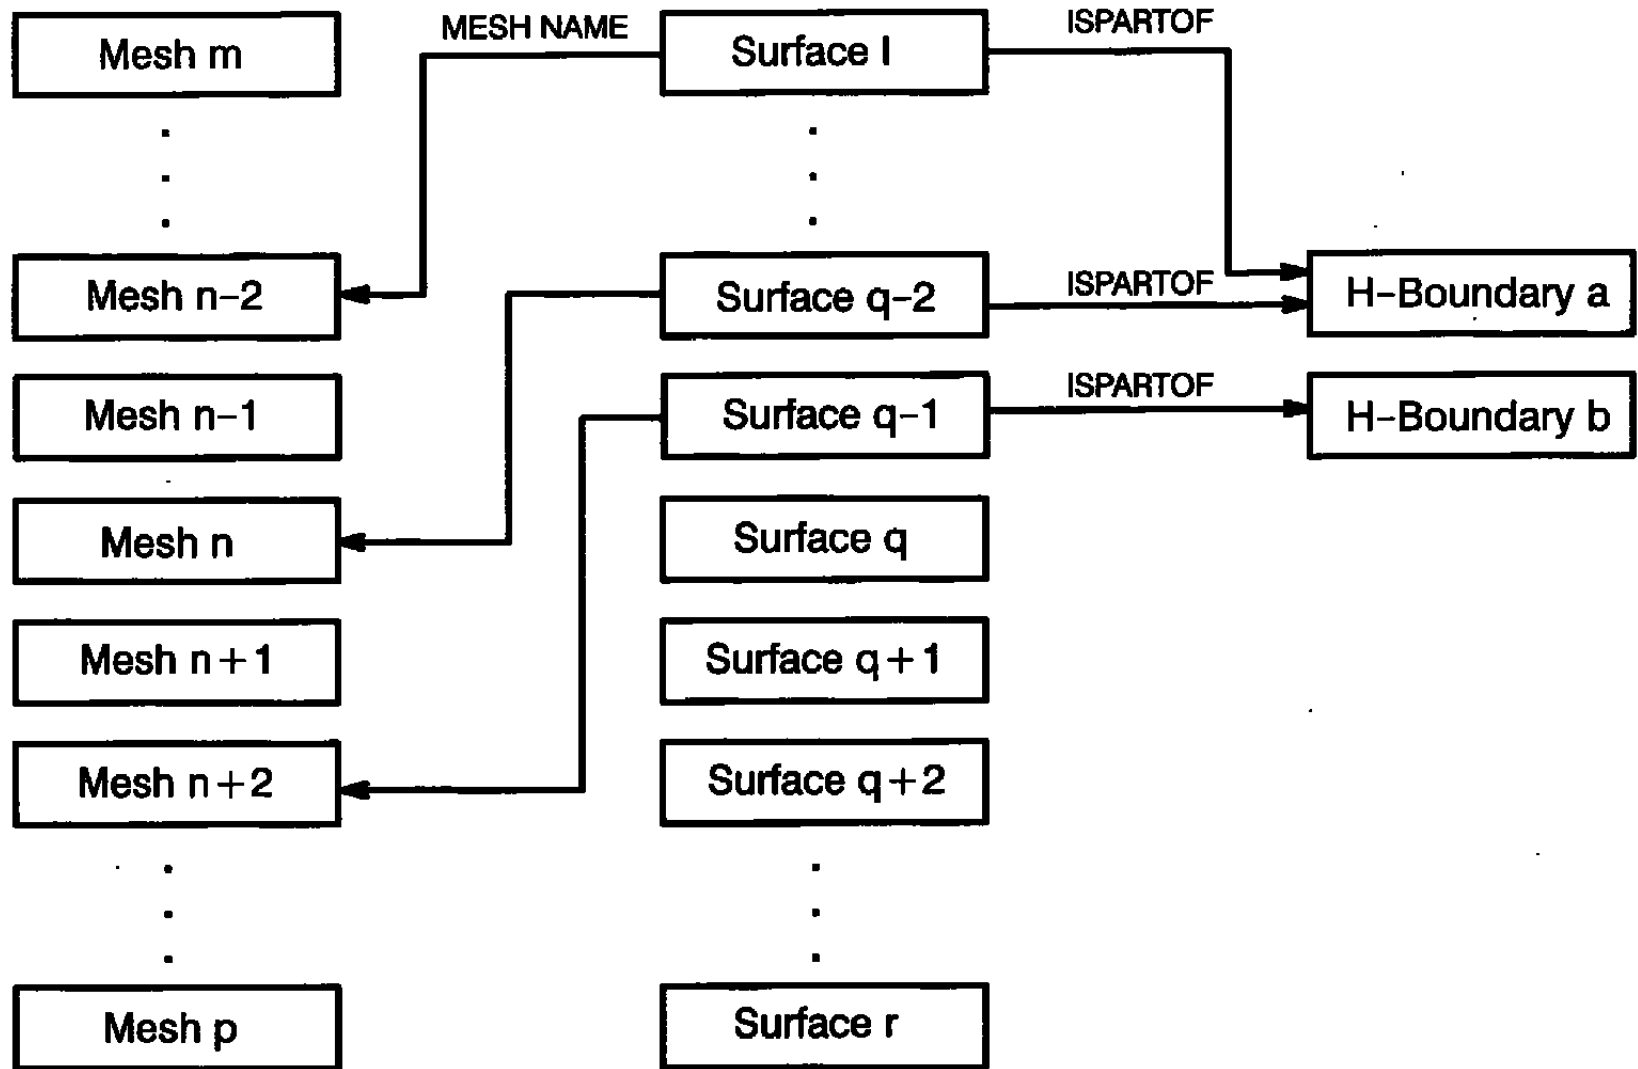 MESH NAME
ISPARTOF
Mesh m
Surface l
Mesh n-2
Surface q-2
ISPARTOF
H-Boundary a
Mesh n-1
Surface q-1
ISPARTOF
H-Boundary b
Mesh n
Surface q
Mesh n+1
Surface q+1
Mesh n+2
Surface q+2
Mesh p
Surface r